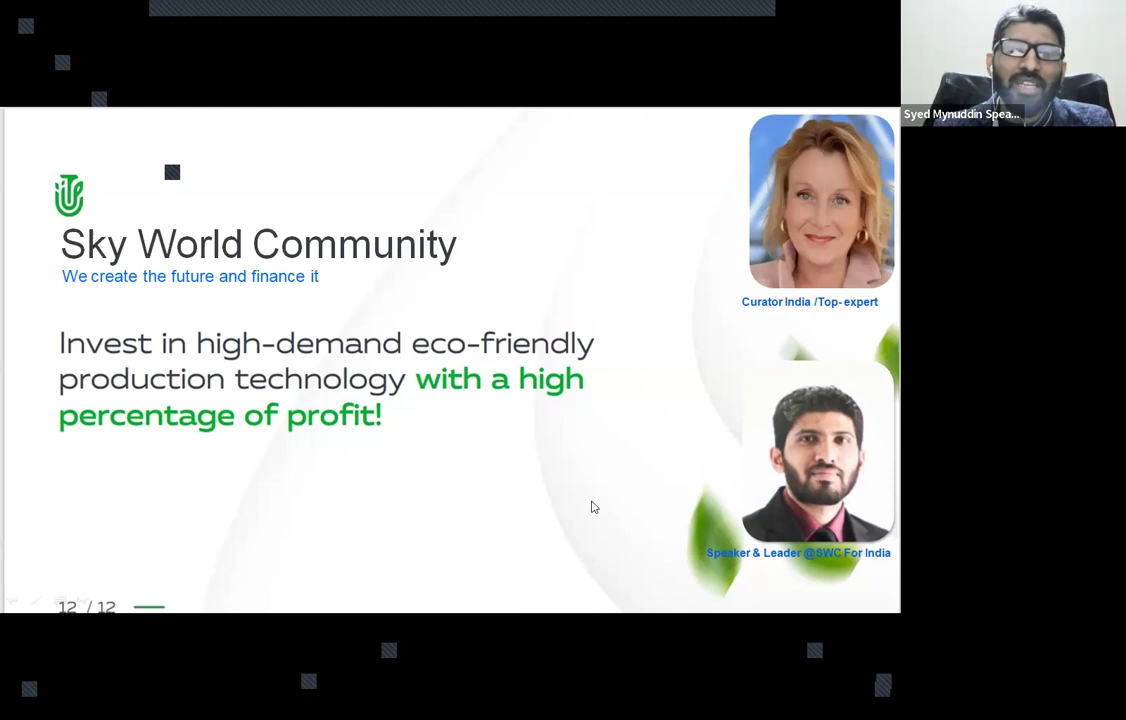 Syed Mynuddin Spea...
Sky World Community
We create the future and finance it
Curator India /Top-expert
Invest in high-demand eco-friendly
production technology with a high
percentage of profit!
Speaker & Leader @SWC For India
12 / 12